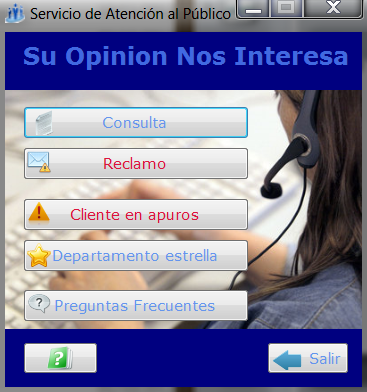 Servicio de Atención al Público
Su Opinion Nos Interesa
Consulta
Reclamo
Cliente en apuros
Departamento estrella
Preguntas Frecuentes
Salir